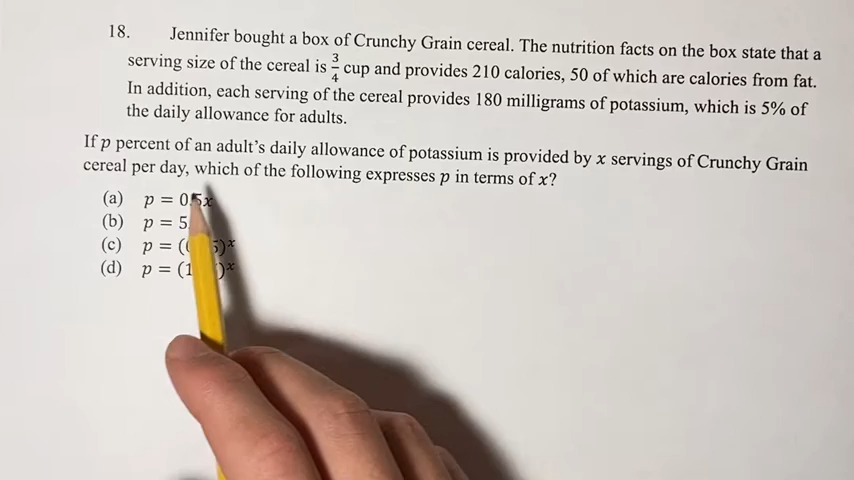 18. Jennifer bought a box of Crunchy Grain cereal. The nutrition facts on the box state that a
serving size of the cereal is 3/4 cup and provides 210 calories, 50 of which are calories from fat.
In addition, each serving of the cereal provides 180 milligrams of potassium, which is 5% of
the daily allowance for adults.
If p percent of an adult's daily allowance of potassium is provided by x servings of Crunchy Grain
cereal per day, which of the following expresses p in terms of x?
(a) p = 0.5x
(b) p = 5
(c) p = (
(d) p = (1